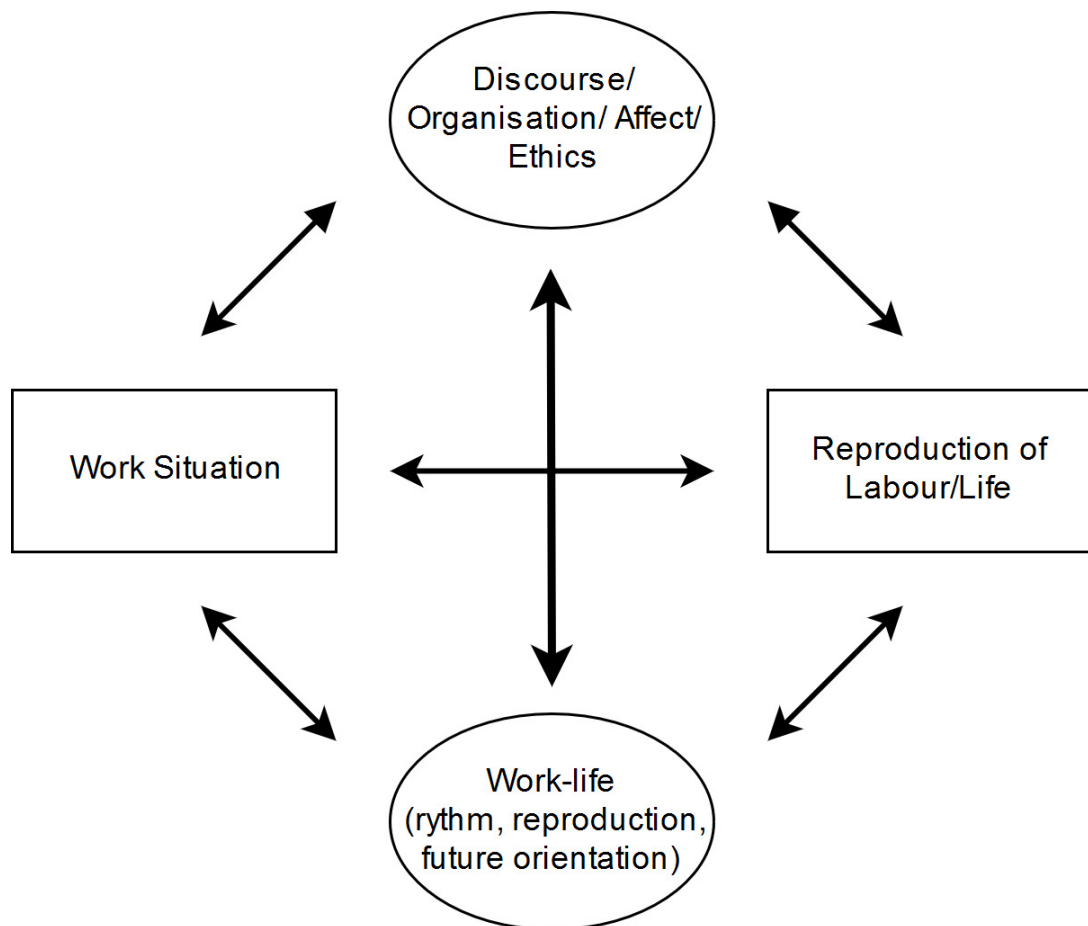 Discourse/
Organisation/ Affect/
Ethics
Work Situation
Reproduction of
Labour/Life
Work-life
(rythm, reproduction,
future orientation)